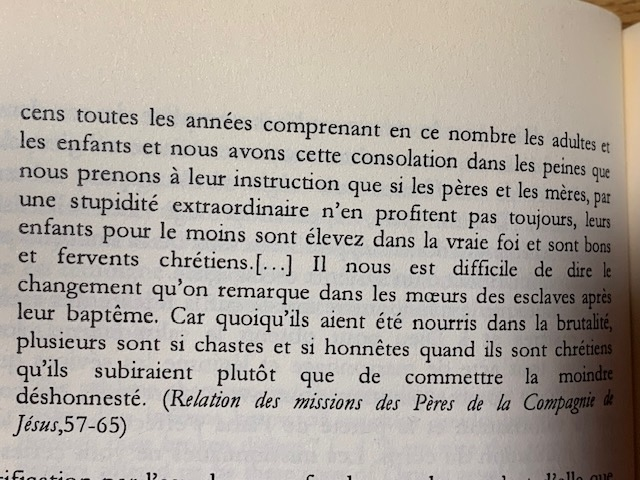 cens toutes les années comprenant en ce nombre les adultes et
les enfants et nous avons cette consolation dans les peines que
nous prenons à leur instruction que si les pères et les mères, par
une stupidité extraordinaire n'en profitent pas toujours, leurs
enfants pour le moins sont élevez dans la vraie foi et sont bons
et fervents chrétiens.[...] Il nous est difficile de dire le
changement qu'on remarque dans les mœurs des esclaves après
leur baptême. Car quoiqu'ils aient été nourris dans la brutalité,
plusieurs sont si chastes et si honnêtes quand ils sont chrétiens
qu'ils subiraient plutôt que de commettre la moindre
déshonnesté. (Relation des missions des Pères de la Compagnie de
Jésus,57-65)